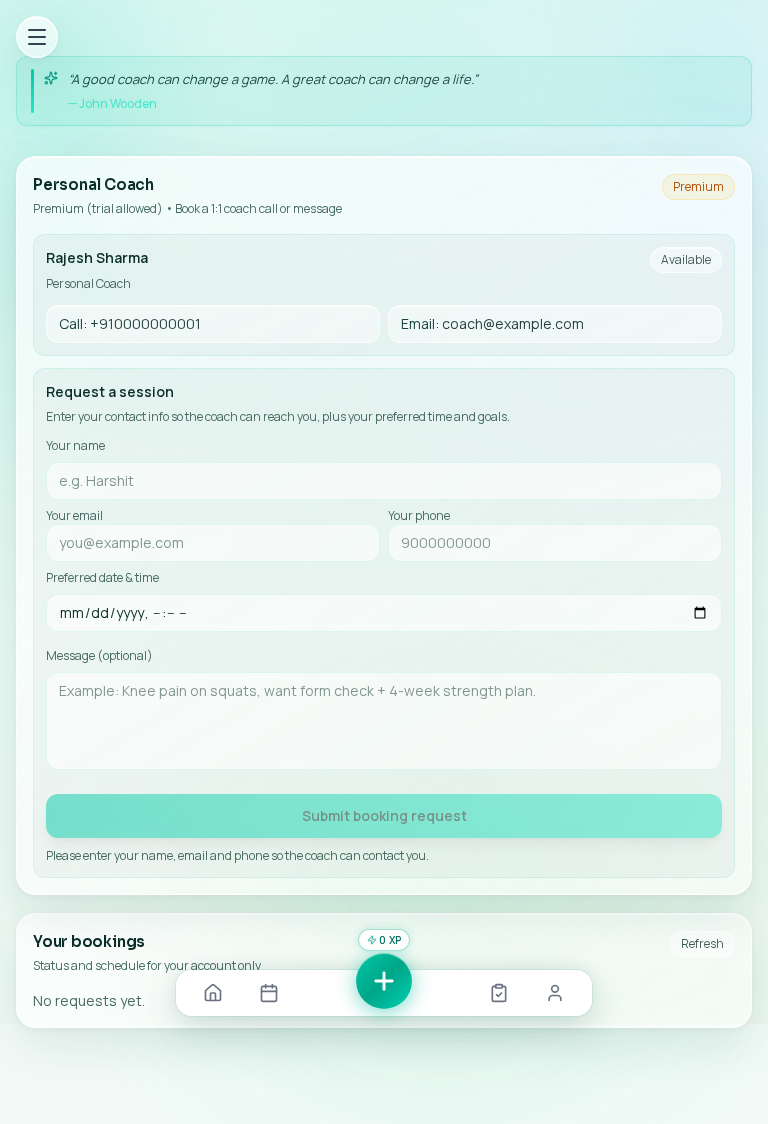 “A good coach can change a game. A great coach can change a life.”
— John Wooden
Personal Coach
Premium
Premium (trial allowed) • Book a 1:1 coach call or message
Rajesh Sharma
Available
Personal Coach
Call: +910000000001
Email: coach@example.com
Request a session
Enter your contact info so the coach can reach you, plus your preferred time and goals.
Your name
e.g. Harshit
Your email
Your phone
you@example.com
9000000000
Preferred date & time
mm/dd/yyyy, --:-- --
Message (optional)
Example: Knee pain on squats, want form check + 4-week strength plan.
Submit booking request
Please enter your name, email and phone so the coach can contact you.
Your bookings
0 XP
Refresh
Status and schedule for your account only
No requests yet.